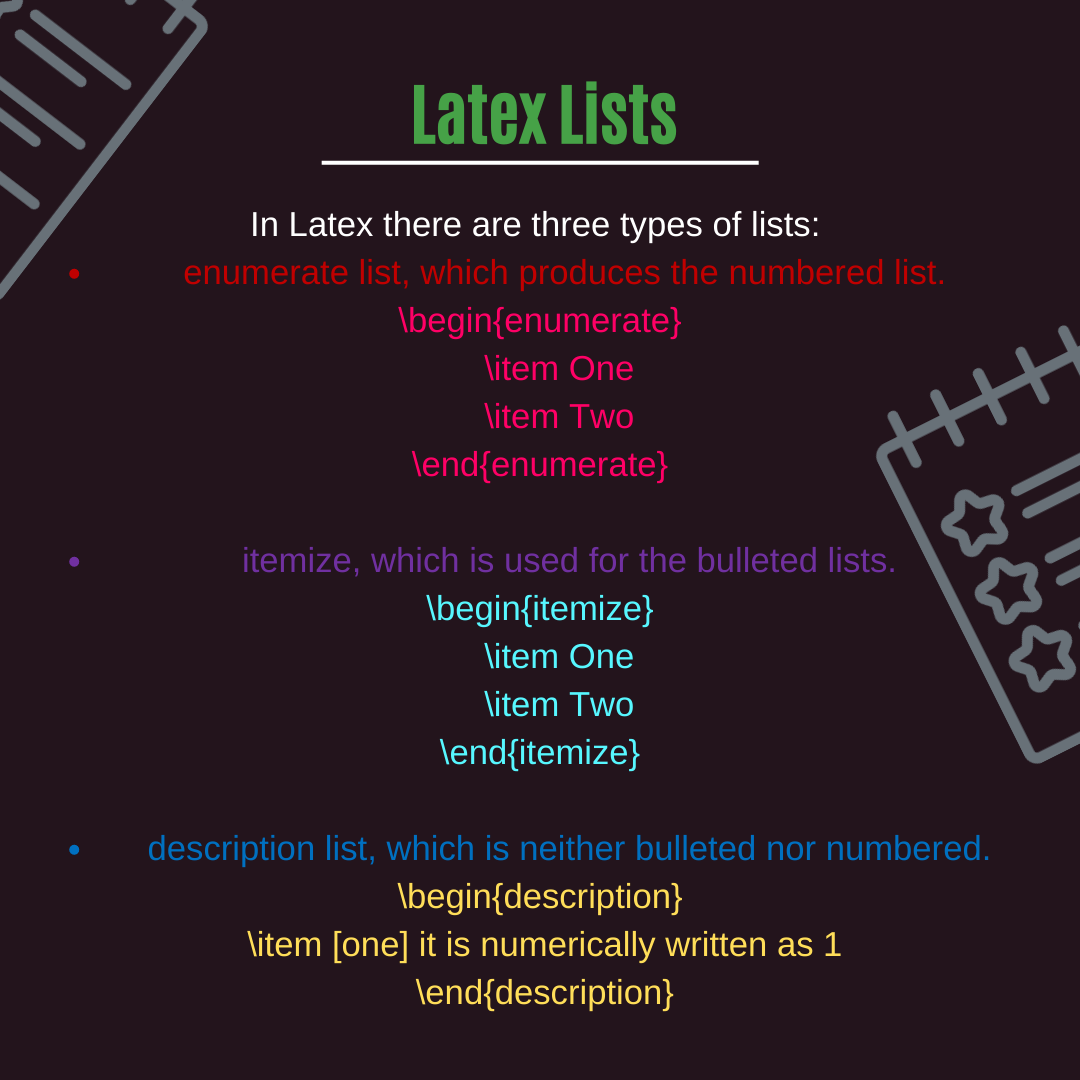 Latex Lists
In Latex there are three types of lists:
• enumerate list, which produces the numbered list.
\begin{enumerate}
\item One
\item Two
\end{enumerate}
• itemize, which is used for the bulleted lists.
\begin{itemize}
\item One
\item Two
\end{itemize}
• description list, which is neither bulleted nor numbered.
\begin{description}
\item [one] it is numerically written as 1
\end{description}